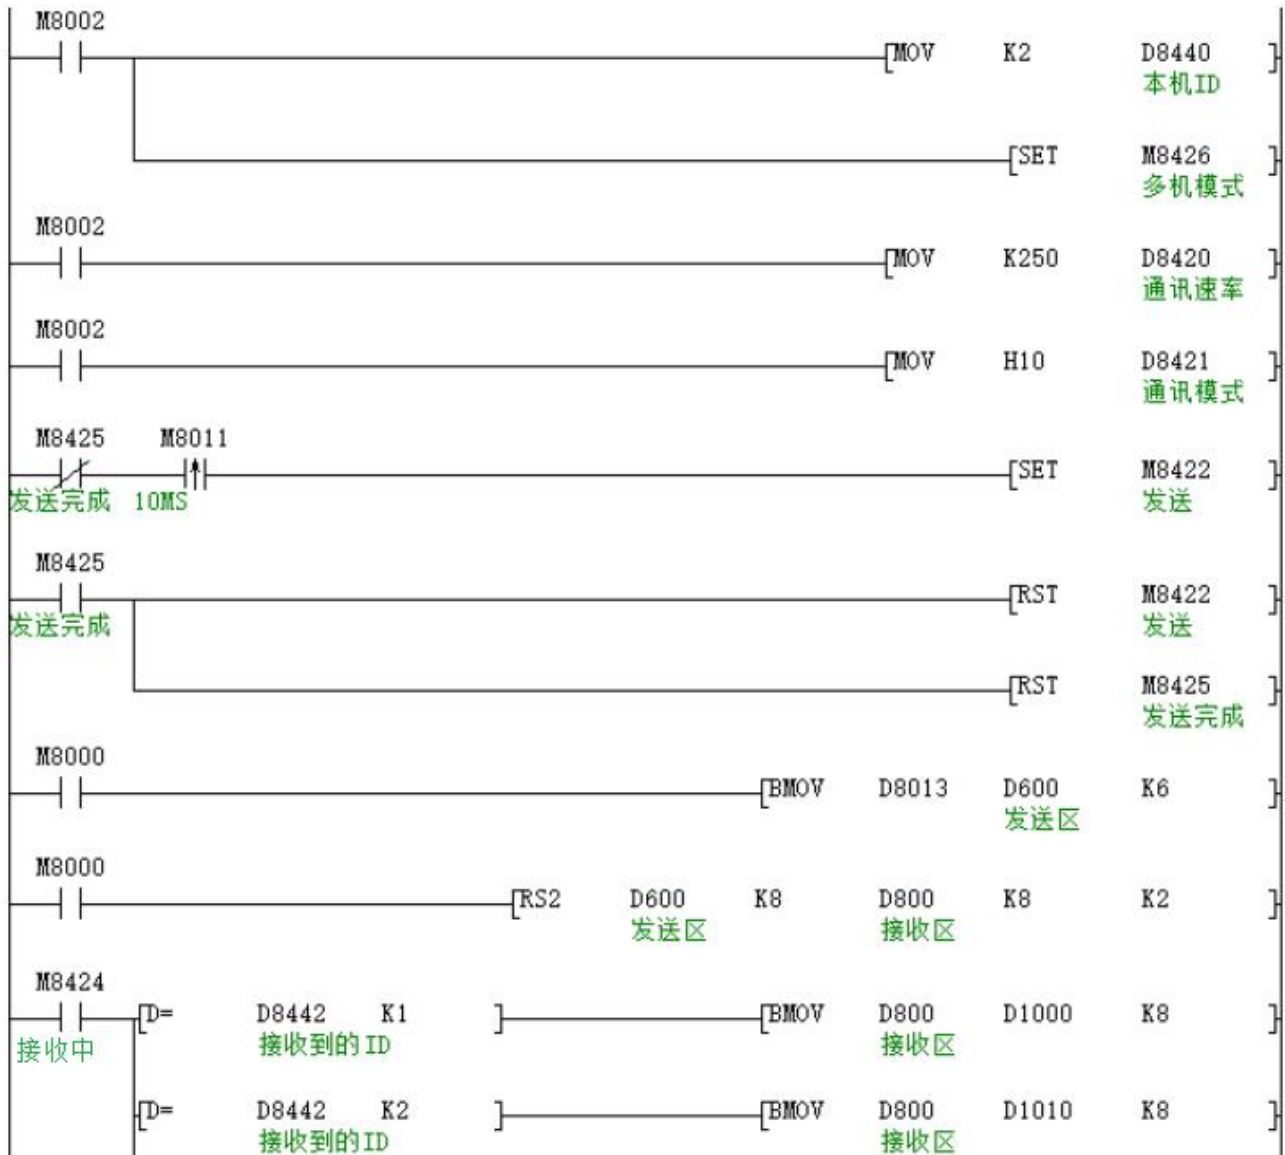 M8002
[MOV K2 D8440 ]
本机ID
[SET M8426 ]
多机模式
M8002
[MOV K250 D8420 ]
通讯速率
M8002
[MOV H10 D8421 ]
通讯模式
M8425 M8011
[SET M8422 ]
发送完成 10MS 发送
M8425
[RST M8422 ]
发送完成 发送
[RST M8425 ]
发送完成
M8000
[BMOV D8013 D600 K6 ]
发送区
M8000
[RS2 D600 K8 D800 K8 K2 ]
发送区 接收区
M8424
[D= D8442 K1 ] [BMOV D800 D1000 K8 ]
接收中 接收到的ID 接收区
[D= D8442 K2 ] [BMOV D800 D1010 K8 ]
接收到的ID 接收区